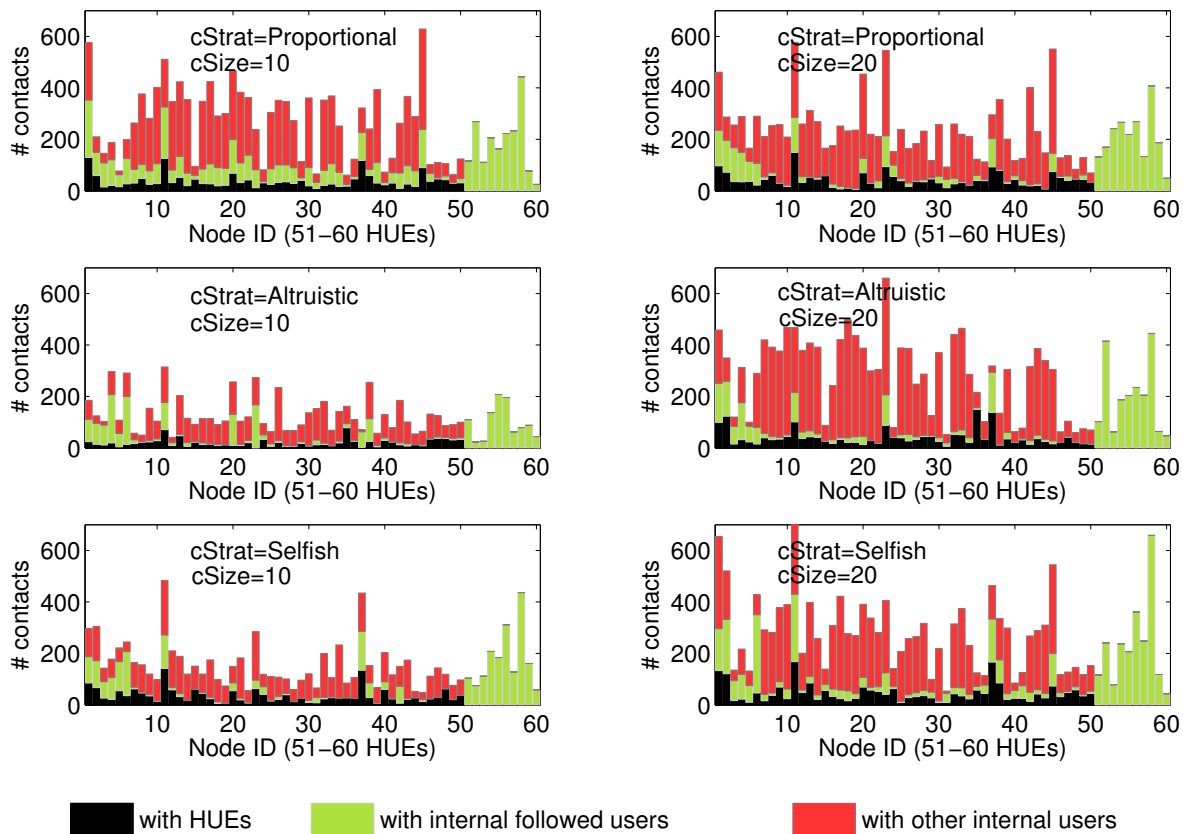 cStrat=Proportional
cSize=10
# contacts
600
400
200
0
10 20 30 40 50 60
Node ID (51−60 HUEs)
cStrat=Proportional
cSize=20
# contacts
600
400
200
0
10 20 30 40 50 60
Node ID (51−60 HUEs)
cStrat=Altruistic
cSize=10
# contacts
600
400
200
0
10 20 30 40 50 60
Node ID (51−60 HUEs)
cStrat=Altruistic
cSize=20
# contacts
600
400
200
0
10 20 30 40 50 60
Node ID (51−60 HUEs)
cStrat=Selfish
cSize=10
# contacts
600
400
200
0
10 20 30 40 50 60
Node ID (51−60 HUEs)
cStrat=Selfish
cSize=20
# contacts
600
400
200
0
10 20 30 40 50 60
Node ID (51−60 HUEs)
with HUEs with internal followed users with other internal users